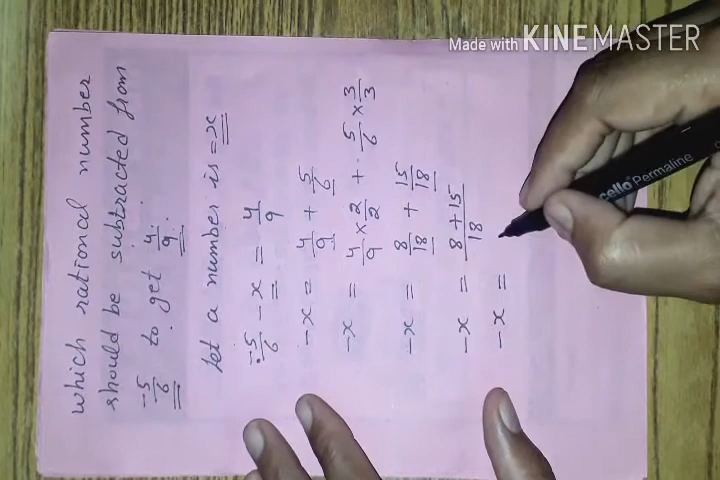 Made with KINEMASTER
which rational number
should be subtracted from
-5/6 to get 4/9.
Let a number is = x
-5/6 - x = 4/9
-x = 4/9 + 5/6
-x = 4/9 × 2/2 + 5/6 × 3/3
-x = 8/18 + 15/18
-x = 8 + 15/18
-x =
cello Permaline